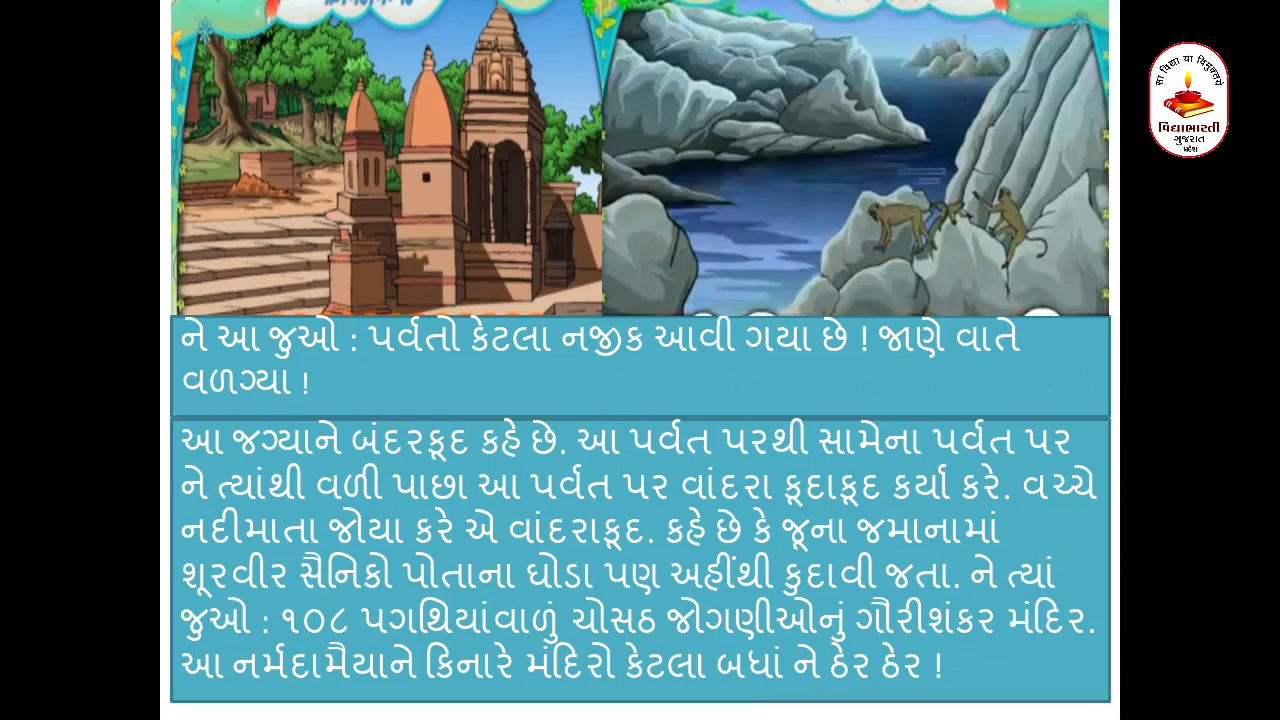 सा विद्या या विमुक्तये
વિદ્યાભારતી
ગુજરાત
પ્રદેશ
ને આ જુઓ : પર્વતો કેટલા નજીક આવી ગયા છે ! જાણે વાતે
વળગ્યા !
આ જગ્યાને બંદરકૂદ કહે છે. આ પર્વત પરથી સામેના પર્વત પર
ને ત્યાંથી વળી પાછા આ પર્વત પર વાંદરા કૂદાકૂદ કર્યા કરે. વચ્ચે
નદીમાતા જોયા કરે એ વાંદરાકૂદ. કહે છે કે જૂના જમાનામાં
શૂરવીર સૈનિકો પોતાના ઘોડા પણ અહીંથી કુદાવી જતા. ને ત્યાં
જુઓ : ૧૦૮ પગથિયાંવાળું ચોસઠ જોગણીઓનું ગૌરીશંકર મંદિર.
આ નર્મદામૈયાને કિનારે મંદિરો કેટલા બધાં ને ઠેર ઠેર !